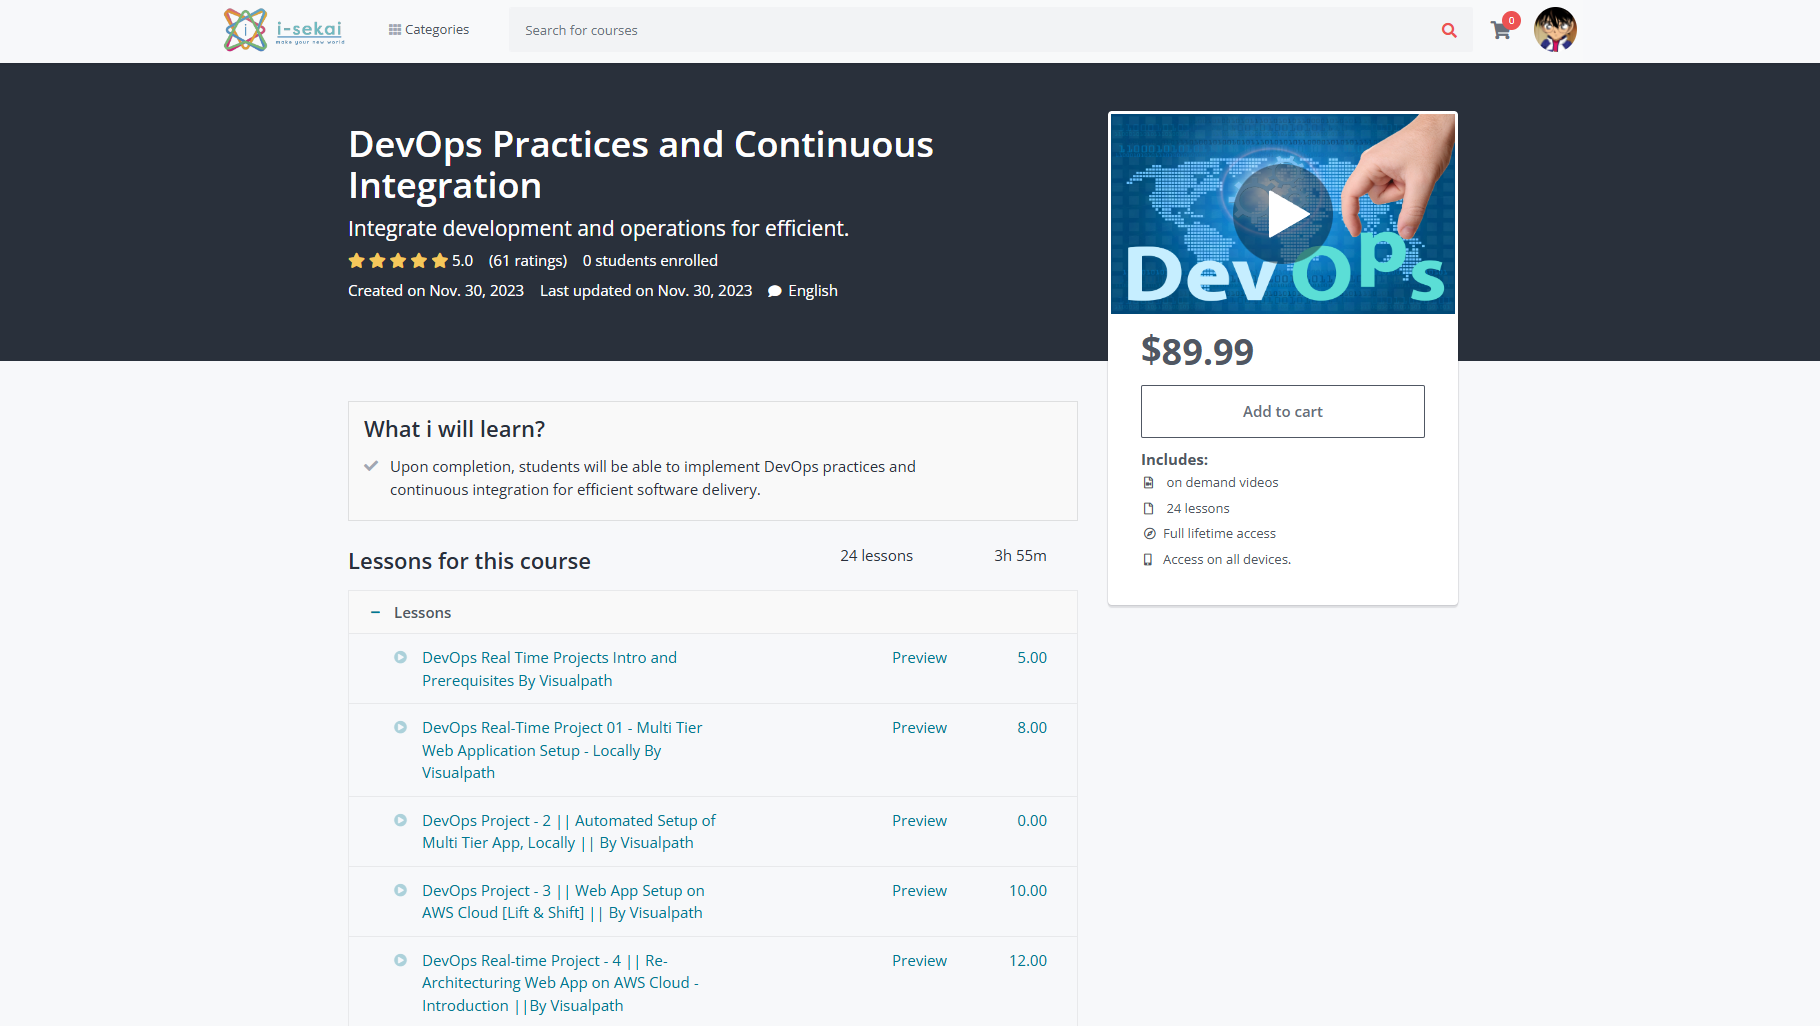 i
i-sekai
make your new world
Categories
Search for courses
0
DevOps Practices and Continuous
Integration
Integrate development and operations for efficient.
5.0 (61 ratings) 0 students enrolled
Created on Nov. 30, 2023 Last updated on Nov. 30, 2023 English
DevOps
$89.99
Add to cart
Includes:
on demand videos
24 lessons
Full lifetime access
Access on all devices.
What i will learn?
Upon completion, students will be able to implement DevOps practices and
continuous integration for efficient software delivery.
Lessons for this course 24 lessons 3h 55m
Lessons
DevOps Real Time Projects Intro and Preview 5.00
Prerequisites By Visualpath
DevOps Real-Time Project 01 - Multi Tier Preview 8.00
Web Application Setup - Locally By
Visualpath
DevOps Project - 2 || Automated Setup of Preview 0.00
Multi Tier App, Locally || By Visualpath
DevOps Project - 3 || Web App Setup on Preview 10.00
AWS Cloud [Lift & Shift] || By Visualpath
DevOps Real-time Project - 4 || Re- Preview 12.00
Architecturing Web App on AWS Cloud -
Introduction ||By Visualpath